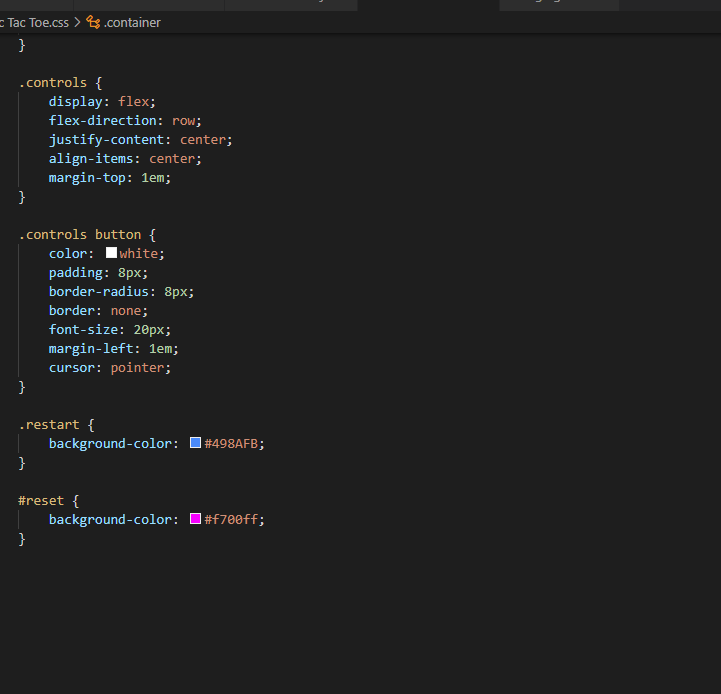 c Tac Toe.css > .container
}
.controls {
display: flex;
flex-direction: row;
justify-content: center;
align-items: center;
margin-top: 1em;
}
.controls button {
color: white;
padding: 8px;
border-radius: 8px;
border: none;
font-size: 20px;
margin-left: 1em;
cursor: pointer;
}
.restart {
background-color: #498AFB;
}
#reset {
background-color: #f700ff;
}